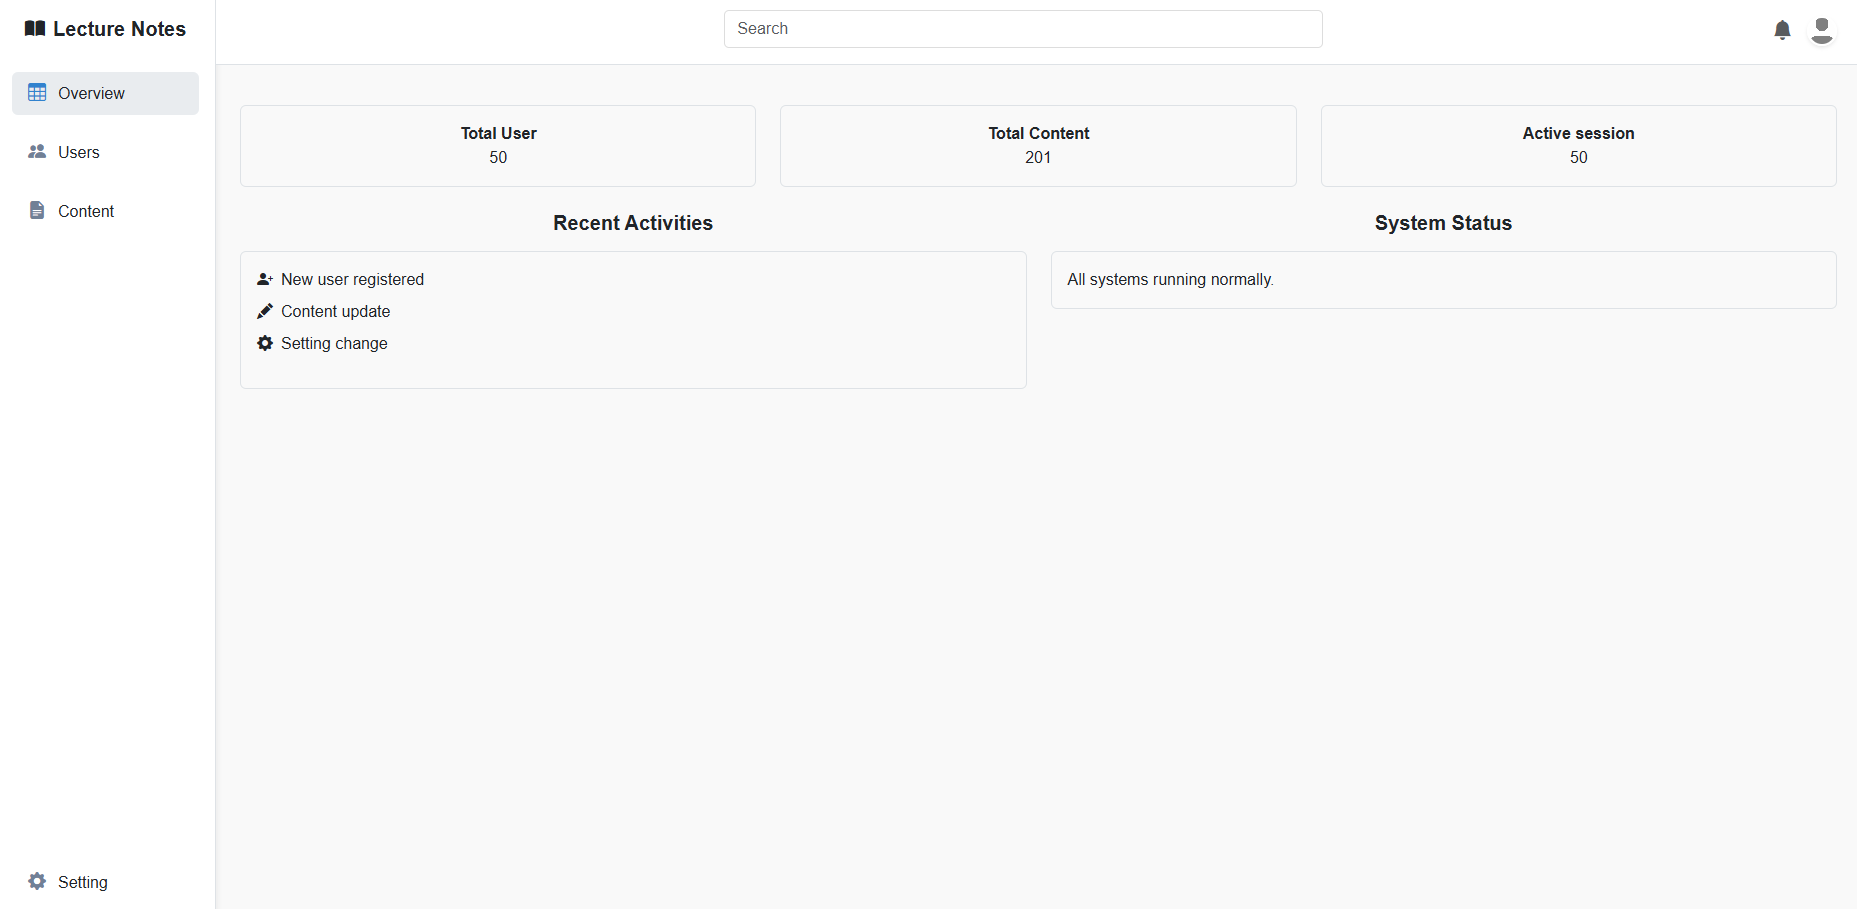 Lecture Notes
Search
Overview
Users
Content
Setting
Total User
50
Total Content
201
Active session
50
Recent Activities
New user registered
Content update
Setting change
System Status
All systems running normally.